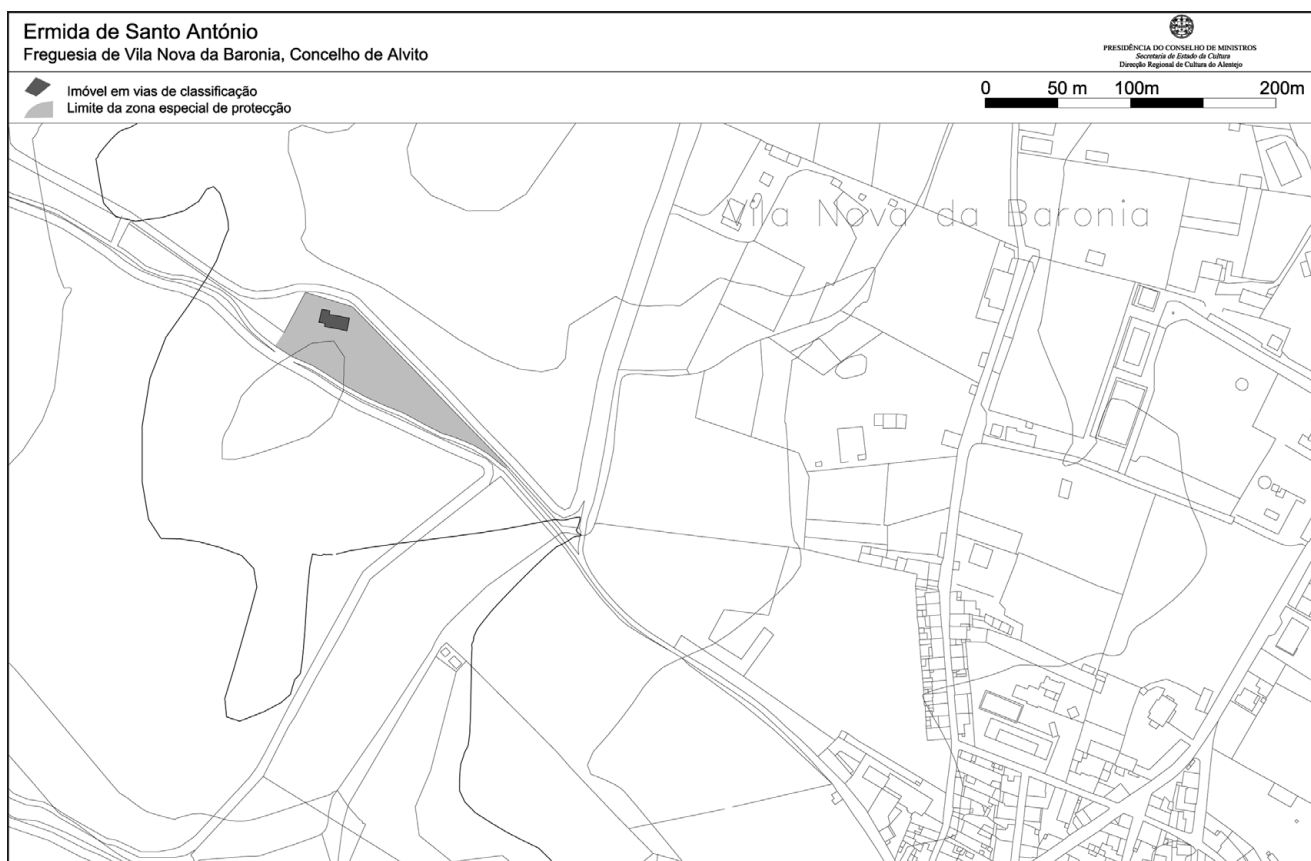 Ermida de Santo António
Freguesia de Vila Nova da Baronia, Concelho de Alvito
PRESIDÊNCIA DO CONSELHO DE MINISTROS
Secretaria de Estado da Cultura
Direcção Regional de Cultura do Alentejo
Imóvel em vias de classificação
Limite da zona especial de protecção
0 50 m 100m 200m
Vila Nova da Baronia